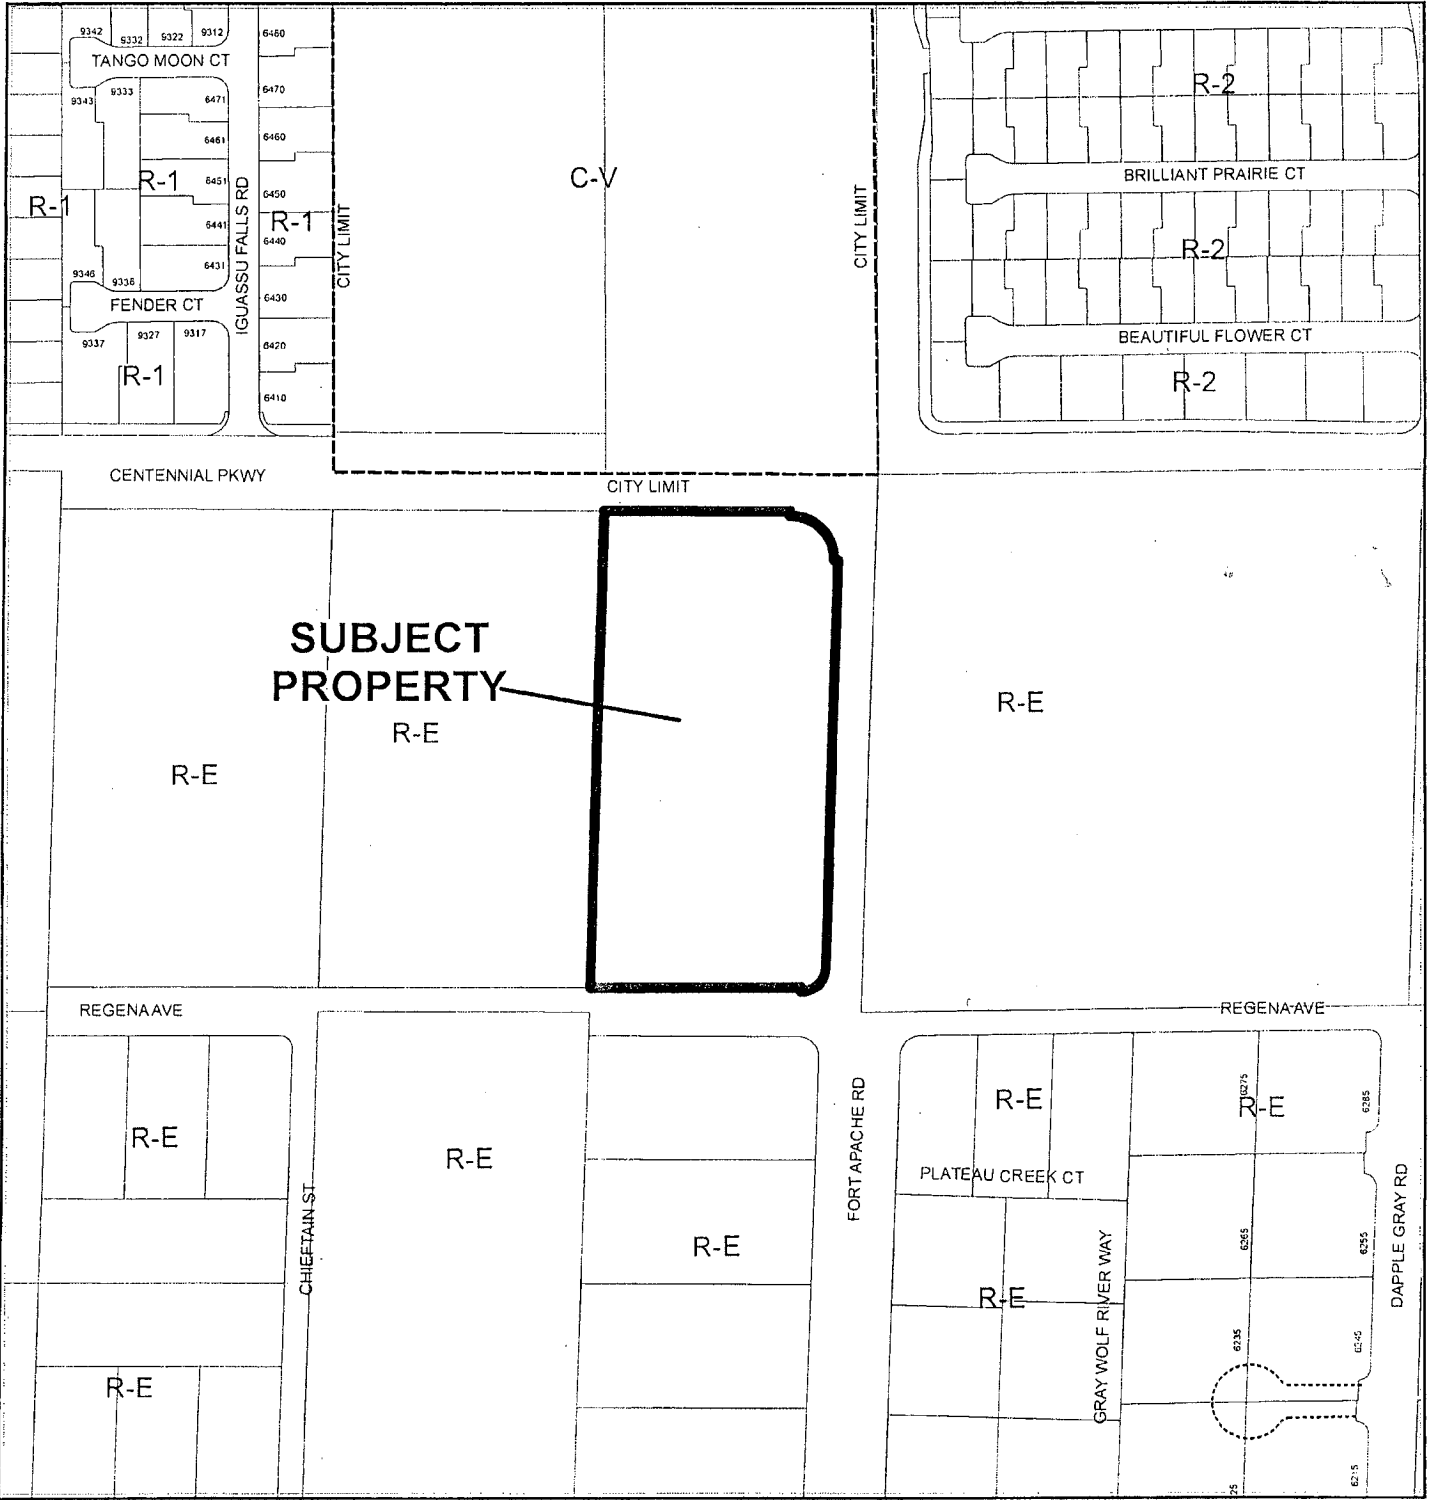 9342
9332
9322
9312
6480
TANGO MOON CT
9343
9333
6471
6470
6461
6460
R-1
R-1
6451
6450
R-1
6441
6440
6431
9346
9336
6430
FENDER CT
IGUASSU FALLS RD
9337
9327
9317
6420
R-1
6410
CITY LIMIT
C-V
CITY LIMIT
R-2
BRILLIANT PRAIRIE CT
R-2
BEAUTIFUL FLOWER CT
R-2
CENTENNIAL PKWY
CITY LIMIT
SUBJECT
PROPERTY
R-E
R-E
R-E
REGENA AVE
REGENA AVE
R-E
CHIEFTAIN ST
R-E
R-E
R-E
FORT APACHE RD
R-E
PLATEAU CREEK CT
R-E
GRAY WOLF RIVER WAY
6275
R-E
6265
6265
6255
6235
6245
DAPPLE GRAY RD
25